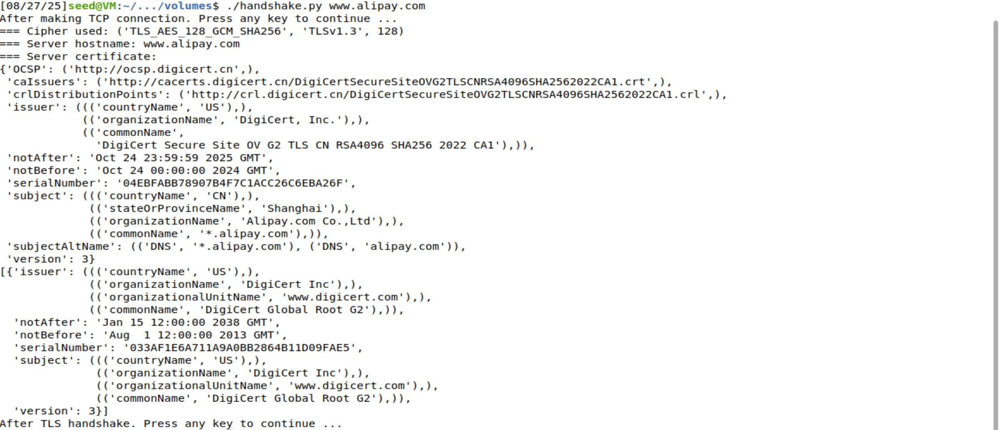 [08/27/25]seed@VM:~/.../volumes$ ./handshake.py www.alipay.com
After making TCP connection. Press any key to continue ...
=== Cipher used: ('TLS_AES_128_GCM_SHA256', 'TLSv1.3', 128)
=== Server hostname: www.alipay.com
=== Server certificate:
{'OCSP': ('http://ocsp.digicert.cn',),
 'caIssuers': ('http://cacerts.digicert.cn/DigiCertSecureSiteOVG2TLSCNRSA4096SHA2562022CA1.crt',),
 'crlDistributionPoints': ('http://crl.digicert.cn/DigiCertSecureSiteOVG2TLSCNRSA4096SHA2562022CA1.crl',),
 'issuer': ((('countryName', 'US'),),
            (('organizationName', 'DigiCert, Inc.'),),
            (('commonName',
              'DigiCert Secure Site OV G2 TLS CN RSA4096 SHA256 2022 CA1'),)),
 'notAfter': 'Oct 24 23:59:59 2025 GMT',
 'notBefore': 'Oct 24 00:00:00 2024 GMT',
 'serialNumber': '04EBFABB78907B4F7C1ACC26C6EBA26F',
 'subject': ((('countryName', 'CN'),),
             (('stateOrProvinceName', 'Shanghai'),),
             (('organizationName', 'Alipay.com Co.,Ltd'),),
             (('commonName', '*.alipay.com'),)),
 'subjectAltName': (('DNS', '*.alipay.com'), ('DNS', 'alipay.com')),
 'version': 3}
[{'issuer': ((('countryName', 'US'),),
             (('organizationName', 'DigiCert Inc'),),
             (('organizationalUnitName', 'www.digicert.com'),),
             (('commonName', 'DigiCert Global Root G2'),)),
  'notAfter': 'Jan 15 12:00:00 2038 GMT',
  'notBefore': 'Aug  1 12:00:00 2013 GMT',
  'serialNumber': '033AF1E6A711A9A0BB2864B11D09FAE5',
  'subject': ((('countryName', 'US'),),
              (('organizationName', 'DigiCert Inc'),),
              (('organizationalUnitName', 'www.digicert.com'),),
              (('commonName', 'DigiCert Global Root G2'),)),
  'version': 3}]
After TLS handshake. Press any key to continue ...